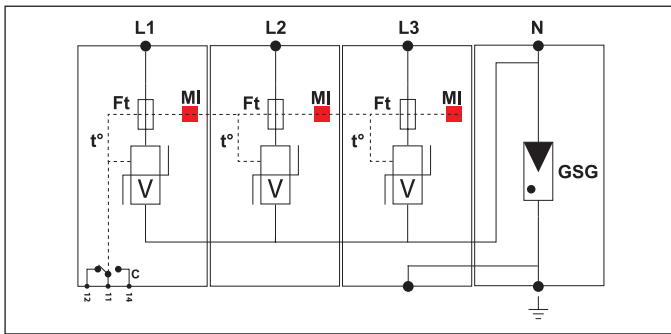 L1 L2 L3 N
Ft MI Ft MI Ft MI
t° t° t°
GSG
V V V
C
12 11 14